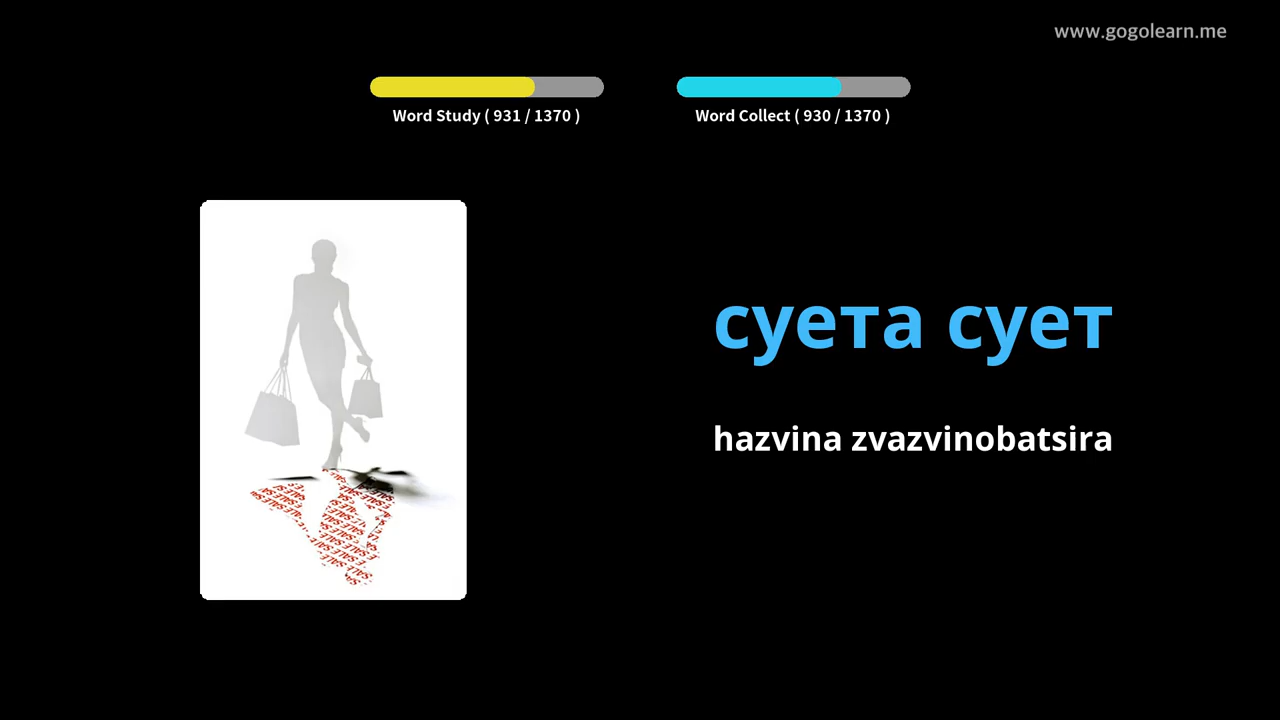 www.gogolearn.me
Word Study ( 931 / 1370 )
Word Collect ( 930 / 1370 )
суета сует
hazvina zvazvinobatsira